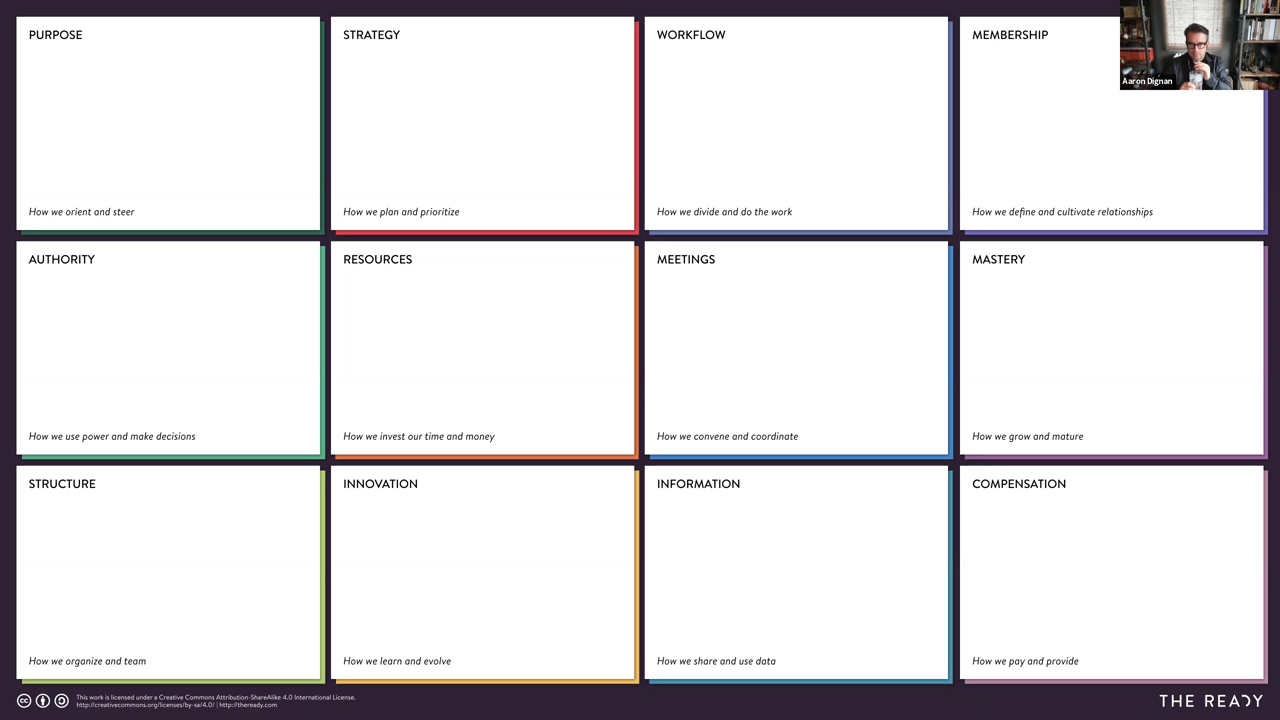 PURPOSE
How we orient and steer
STRATEGY
How we plan and prioritize
WORKFLOW
How we divide and do the work
MEMBERSHIP
How we define and cultivate relationships
Aaron Dignan
AUTHORITY
How we use power and make decisions
RESOURCES
How we invest our time and money
MEETINGS
How we convene and coordinate
MASTERY
How we grow and mature
STRUCTURE
How we organize and team
INNOVATION
How we learn and evolve
INFORMATION
How we share and use data
COMPENSATION
How we pay and provide
This work is licensed under a Creative Commons Attribution-ShareAlike 4.0 International License.
http://creativecommons.org/licenses/by-sa/4.0/ | http://theready.com
THE READY